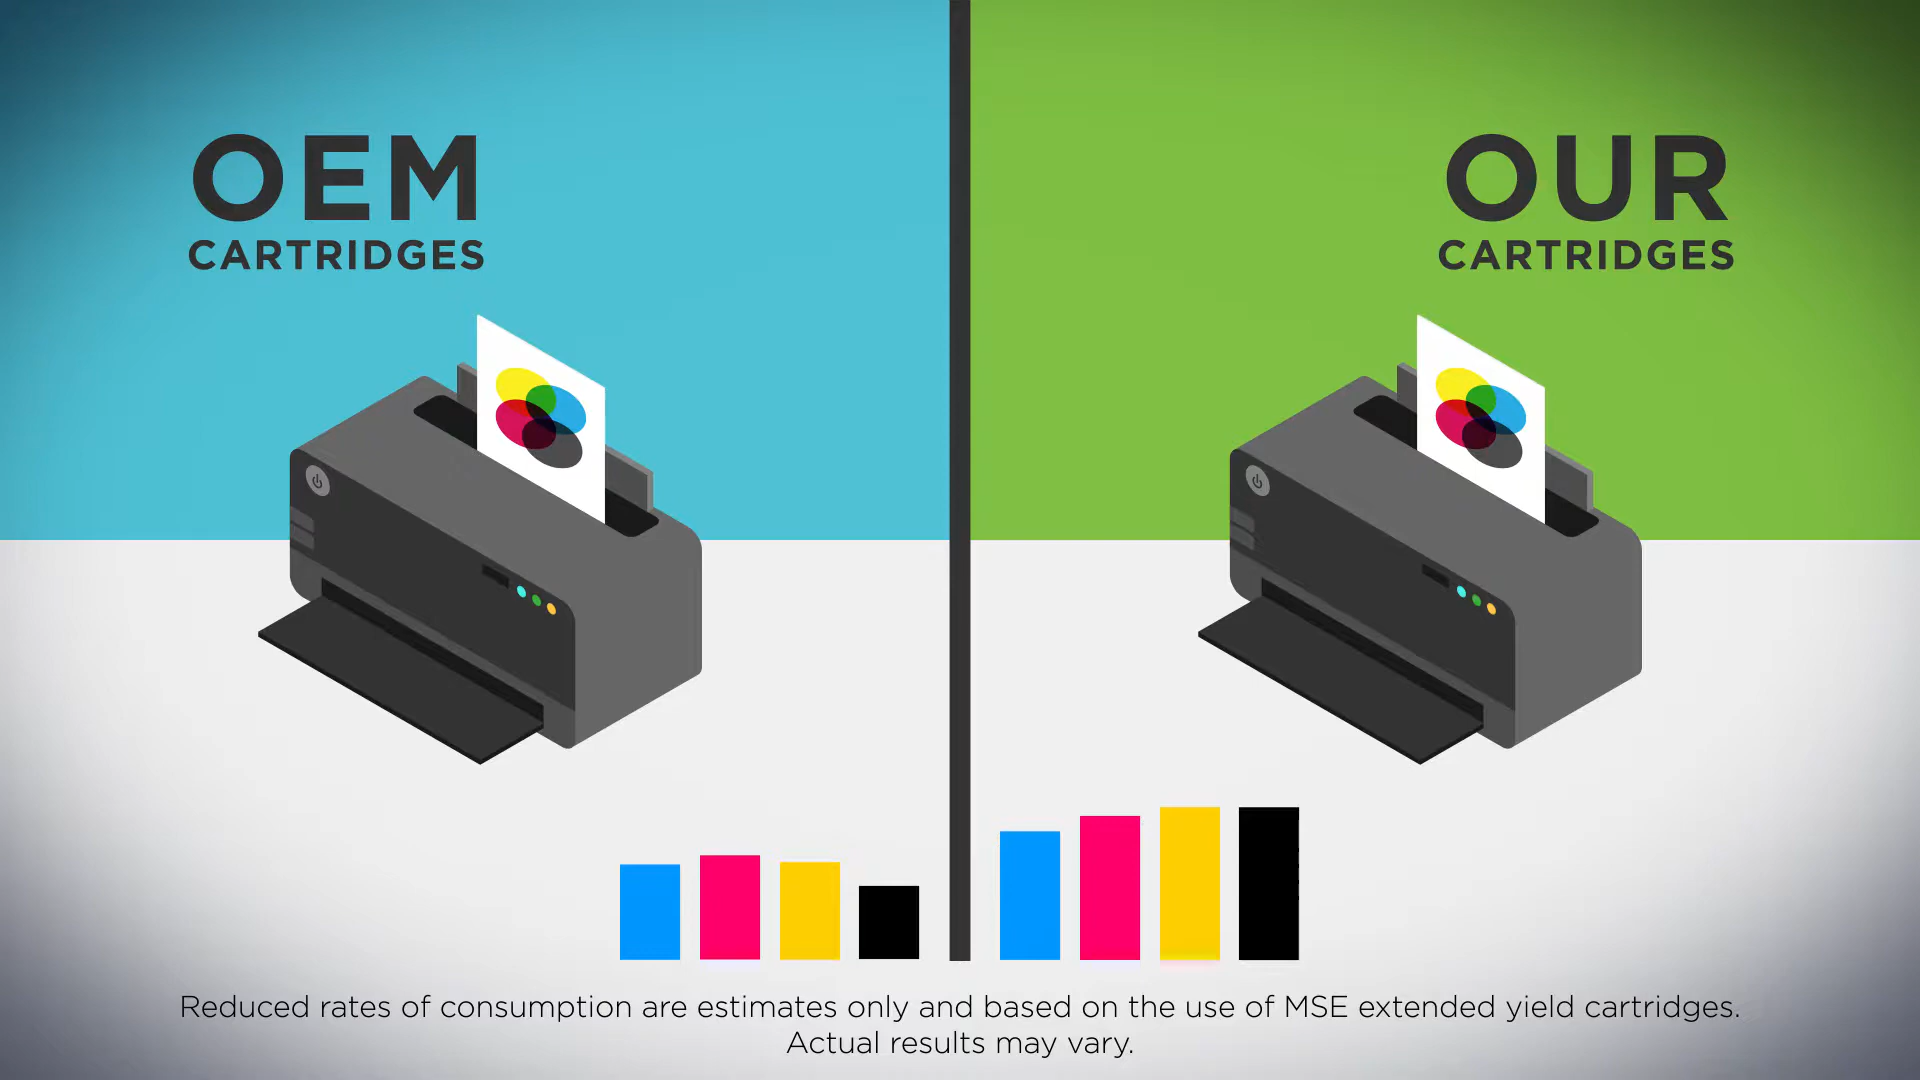 OEM
CARTRIDGES
OUR
CARTRIDGES
Reduced rates of consumption are estimates only and based on the use of MSE extended yield cartridges.
Actual results may vary.